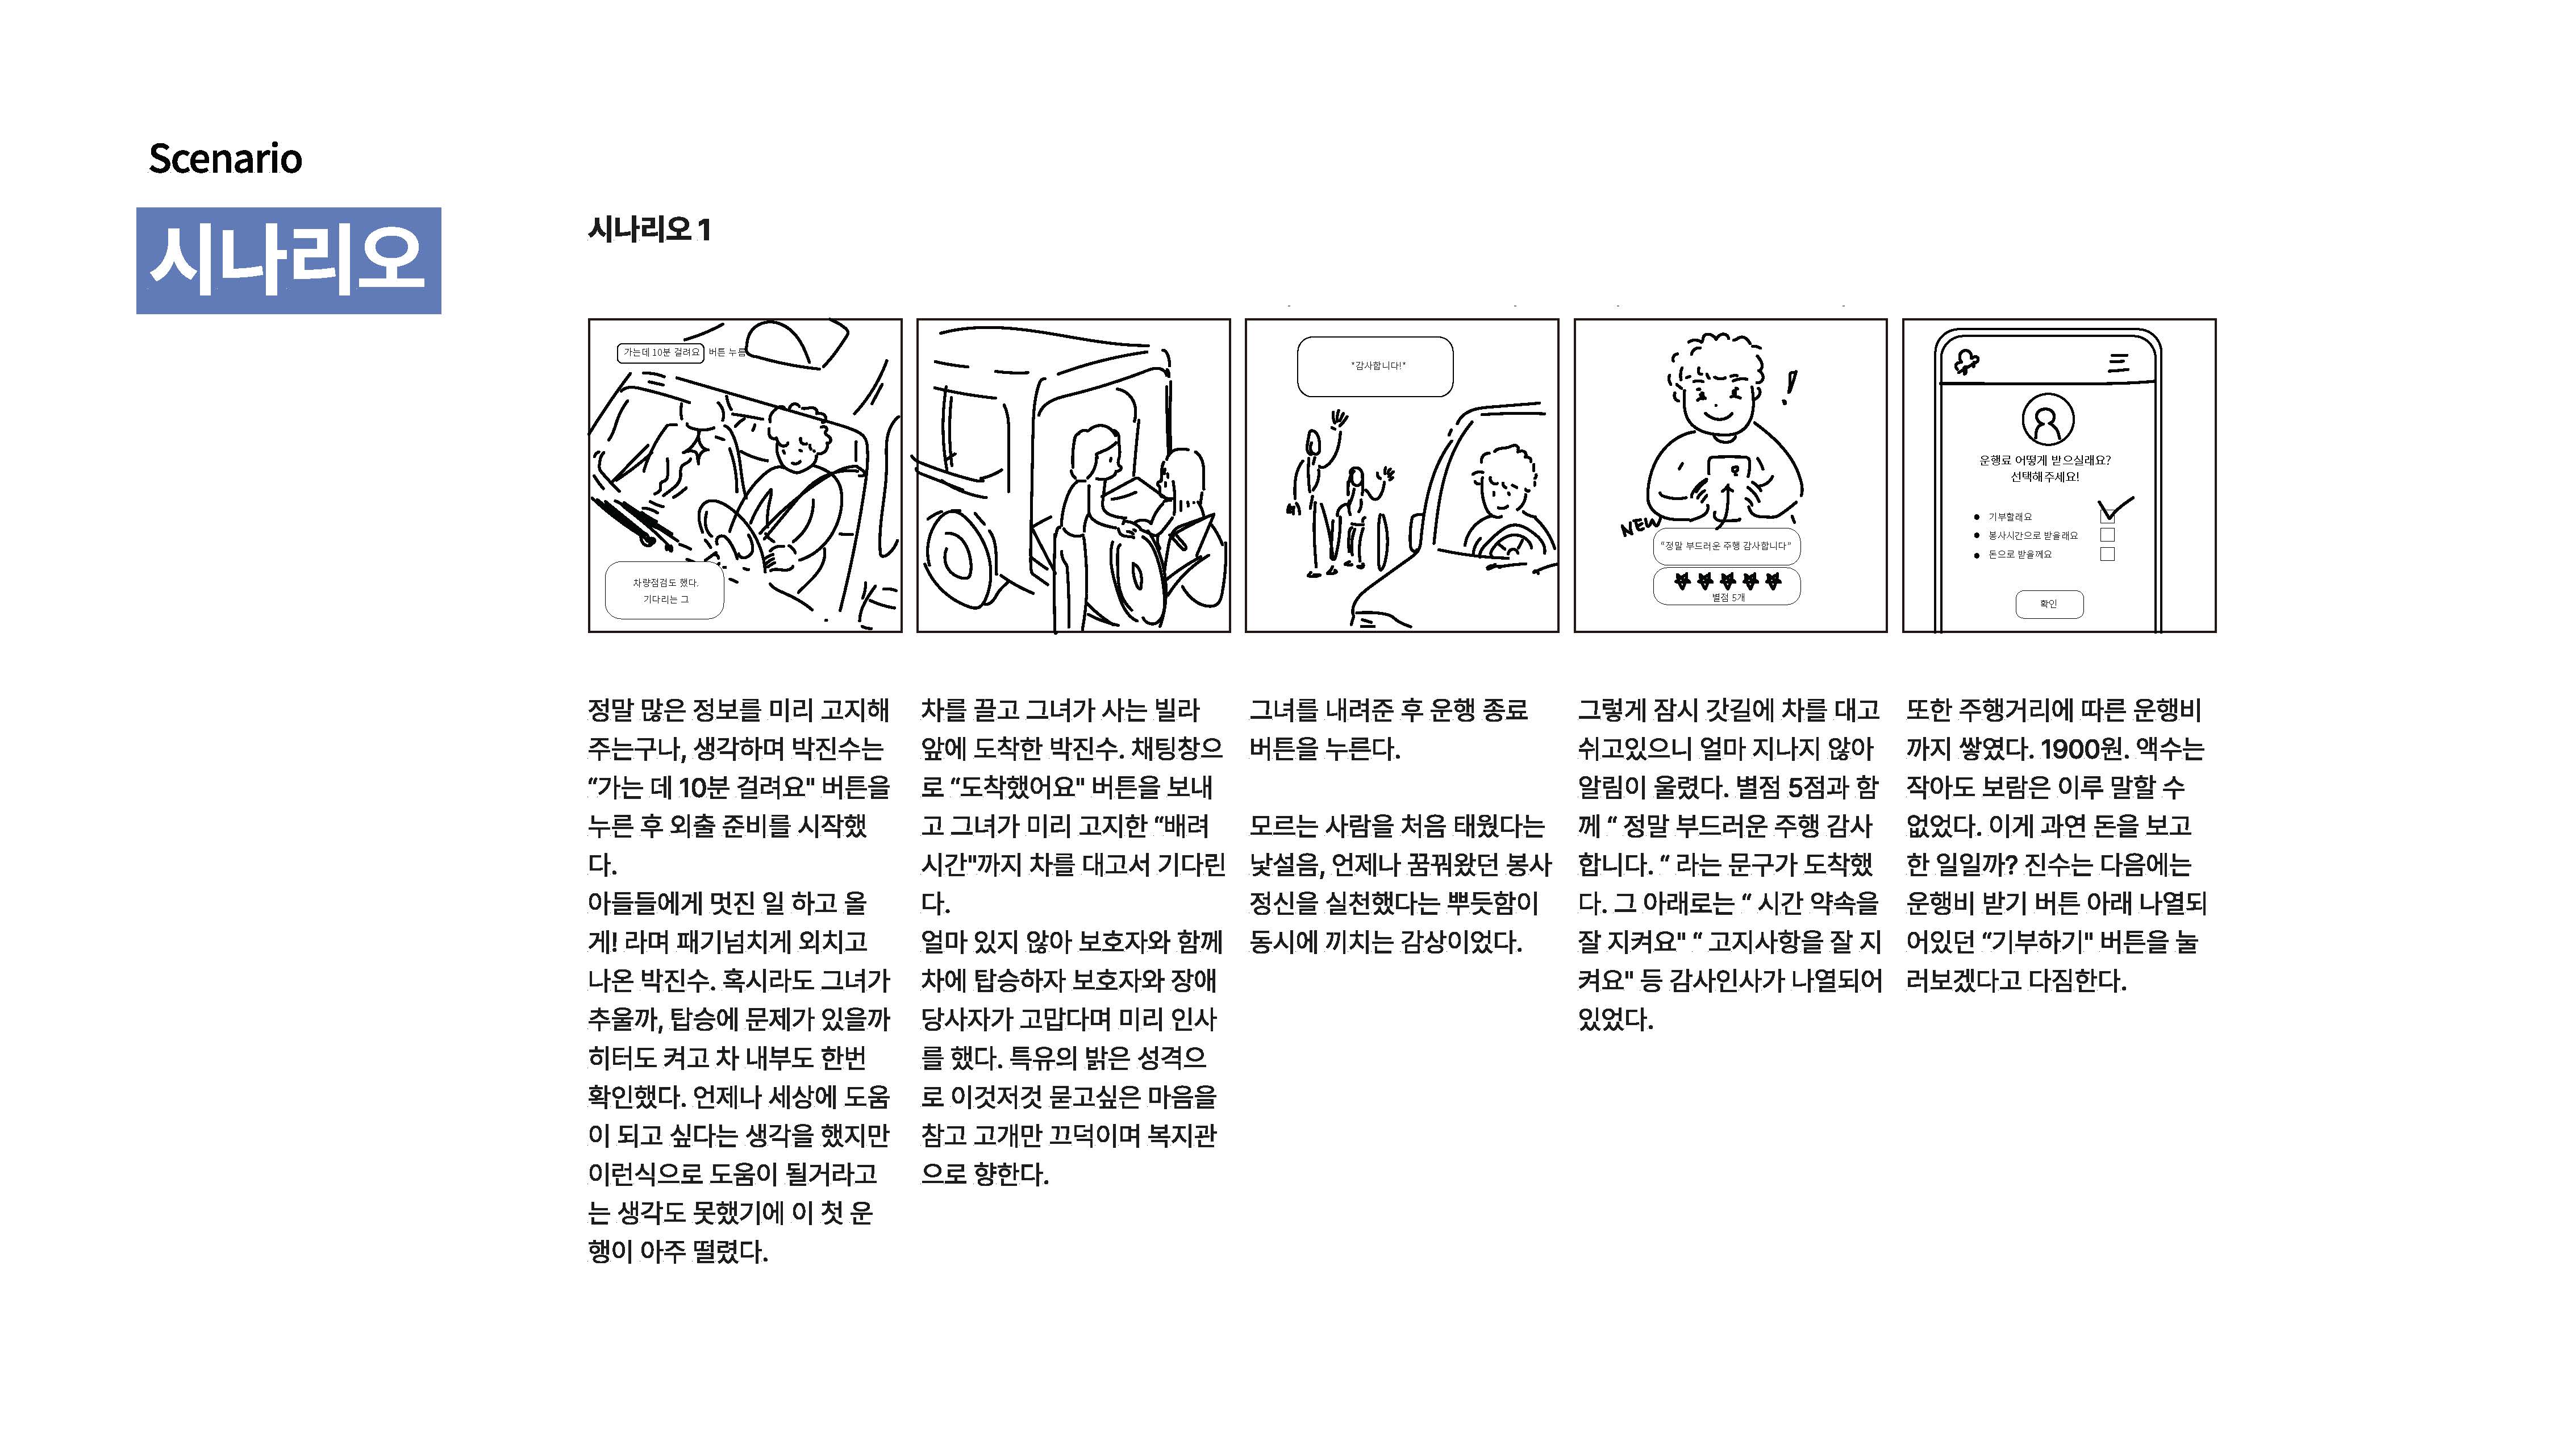 Scenario
시나리오
시나리오 1
가는데 10분 걸려요 버튼 누름
차량점검도 했다.
기다리는 그
"감사합니다!"
NEW
"정말 부드러운 주행 감사합니다"
별점 5개
운행료 어떻게 받으실래요?
선택해주세요!
기부할래요
봉사시간으로 받을래요
돈으로 받을께요
확인
정말 많은 정보를 미리 고지해
주는구나, 생각하며 박진수는
“가는 데 10분 걸려요" 버튼을
누른 후 외출 준비를 시작했
다.
아들들에게 멋진 일 하고 올
게! 라며 패기넘치게 외치고
나온 박진수. 혹시라도 그녀가
추울까, 탑승에 문제가 있을까
히터도 켜고 차 내부도 한번
확인했다. 언제나 세상에 도움
이 되고 싶다는 생각을 했지만
이런식으로 도움이 될거라고
는 생각도 못했기에 이 첫 운
행이 아주 떨렸다.
차를 끌고 그녀가 사는 빌라
앞에 도착한 박진수. 채팅창으
로 “도착했어요" 버튼을 보내
고 그녀가 미리 고지한 “배려
시간"까지 차를 대고서 기다린
다.
얼마 있지 않아 보호자와 함께
차에 탑승하자 보호자와 장애
당사자가 고맙다며 미리 인사
를 했다. 특유의 밝은 성격으
로 이것저것 묻고싶은 마음을
참고 고개만 끄덕이며 복지관
으로 향한다.
그녀를 내려준 후 운행 종료
버튼을 누른다.
모르는 사람을 처음 태웠다는
낯설음, 언제나 꿈꿔왔던 봉사
정신을 실천했다는 뿌듯함이
동시에 끼치는 감상이었다.
그렇게 잠시 갓길에 차를 대고
쉬고있으니 얼마 지나지 않아
알림이 울렸다. 별점 5점과 함
께 “ 정말 부드러운 주행 감사
합니다. “ 라는 문구가 도착했
다. 그 아래로는 “ 시간 약속을
잘 지켜요" “ 고지사항을 잘 지
켜요" 등 감사인사가 나열되어
있었다.
또한 주행거리에 따른 운행비
까지 쌓였다. 1900원. 액수는
작아도 보람은 이루 말할 수
없었다. 이게 과연 돈을 보고
한 일일까? 진수는 다음에는
운행비 받기 버튼 아래 나열되
어있던 “기부하기" 버튼을 눌
러보겠다고 다짐한다.